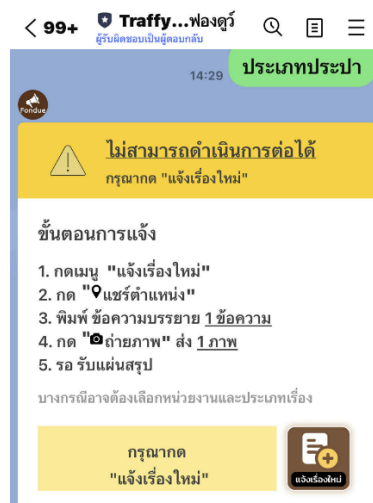 99+
Traffy...ฟองดูว์
ผู้รับผิดชอบเป็นผู้ตอบกลับ
14:29
ประเภทประปา
Fondue
ไม่สามารถดำเนินการต่อได้
กรุณากด "แจ้งเรื่องใหม่"
ขั้นตอนการแจ้ง
1. กดเมนู "แจ้งเรื่องใหม่"
2. กด "แชร์ตำแหน่ง"
3. พิมพ์ ข้อความบรรยาย 1 ข้อความ
4. กด "ถ่ายภาพ" ส่ง 1 ภาพ
5. รอ รับแผ่นสรุป
บางกรณีอาจต้องเลือกหน่วยงานและประเภทเรื่อง
กรุณากด
"แจ้งเรื่องใหม่"
แจ้งเรื่องใหม่